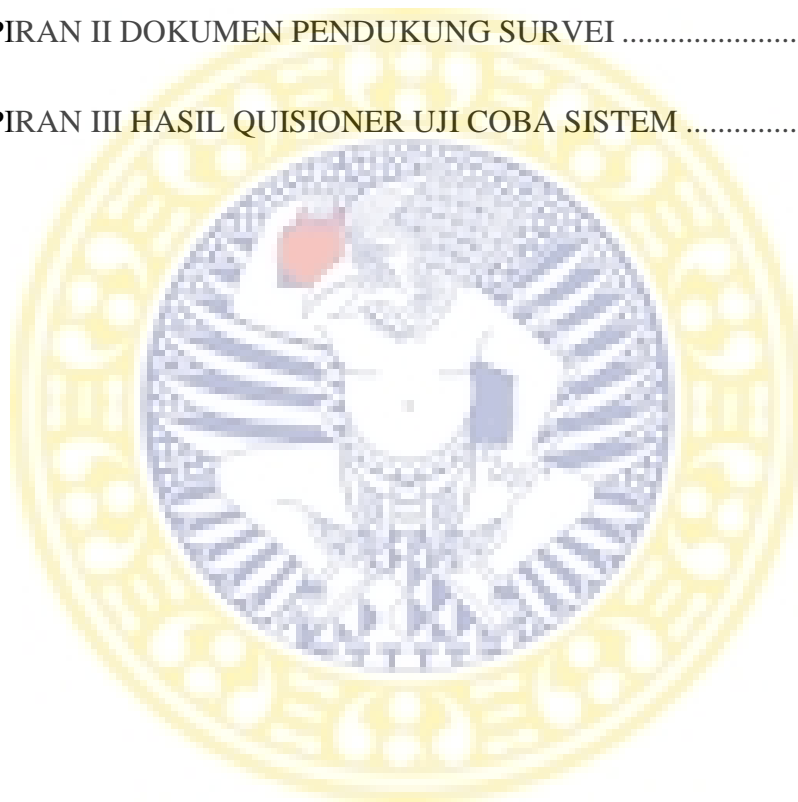 PIRAN II DOKUMEN PENDUKUNG SURVEI ......................
PIRAN III HASIL QUISIONER UJI COBA SISTEM ..............